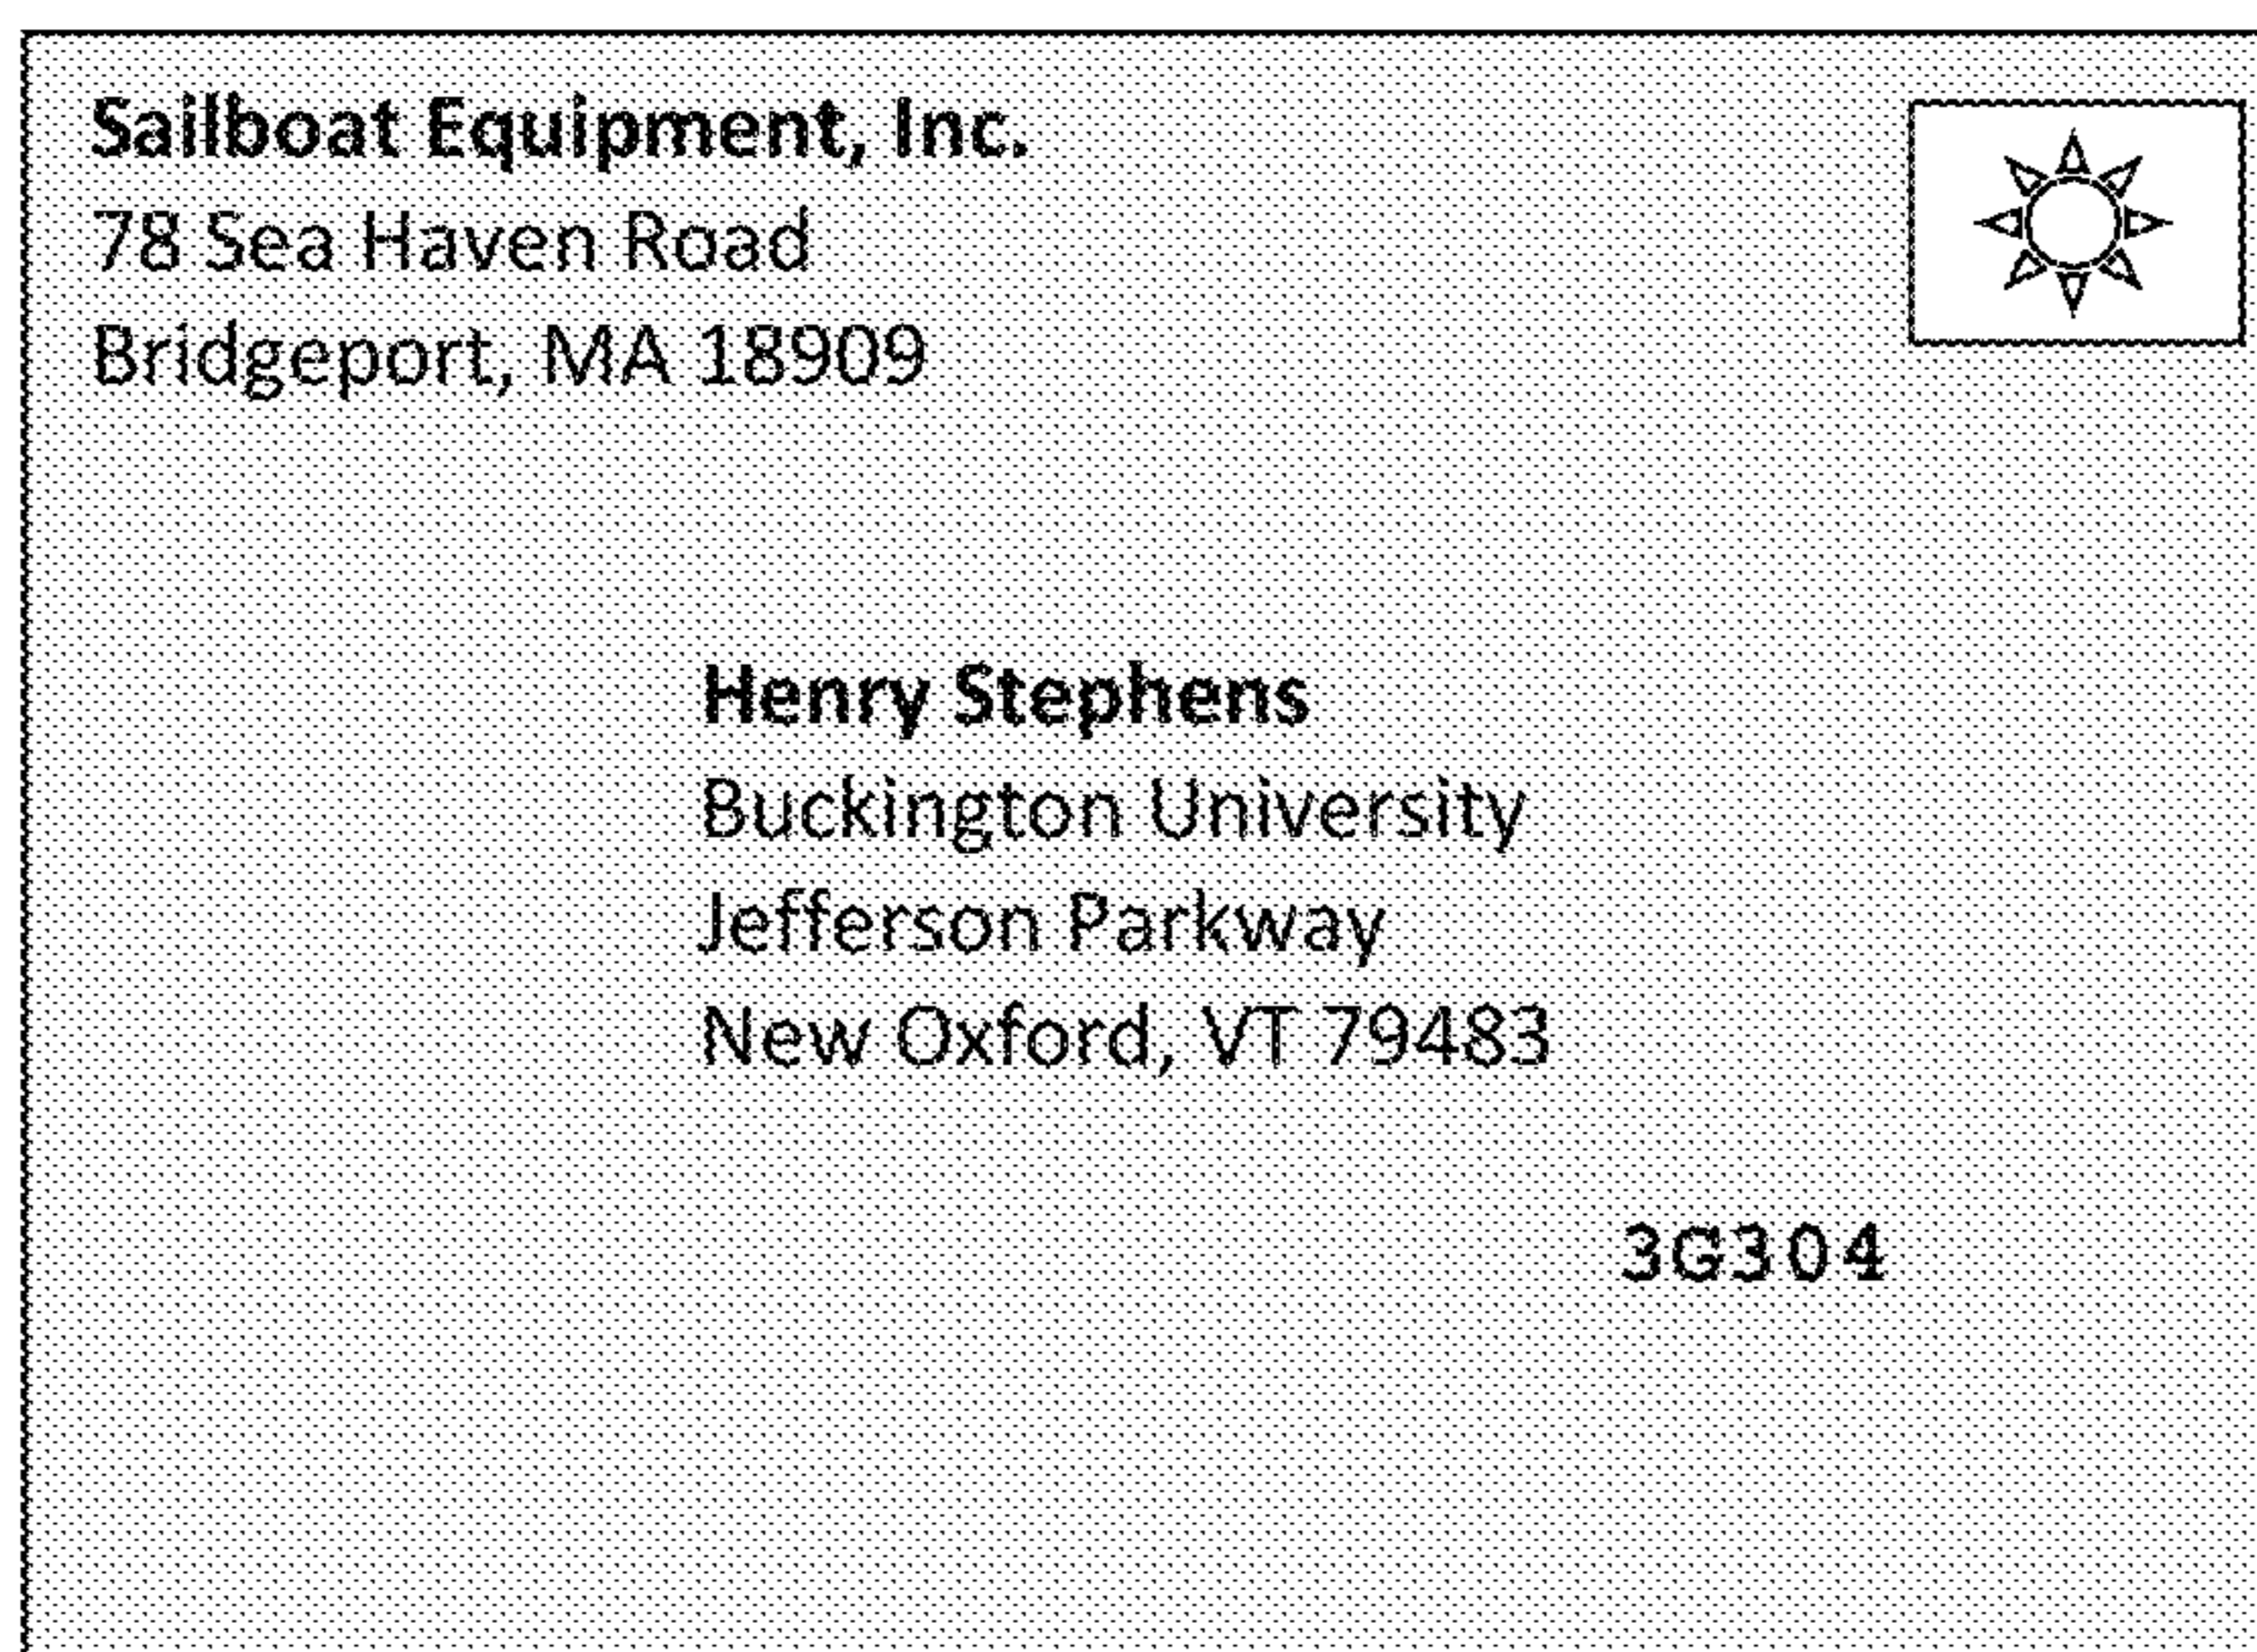 Sailboat Equipment, Inc.
78 Sea Haven Road
Bridgeport, MA 18909
Henry Stephens
Buckington University
Jefferson Parkway
New Oxford, VT 79483
3G304